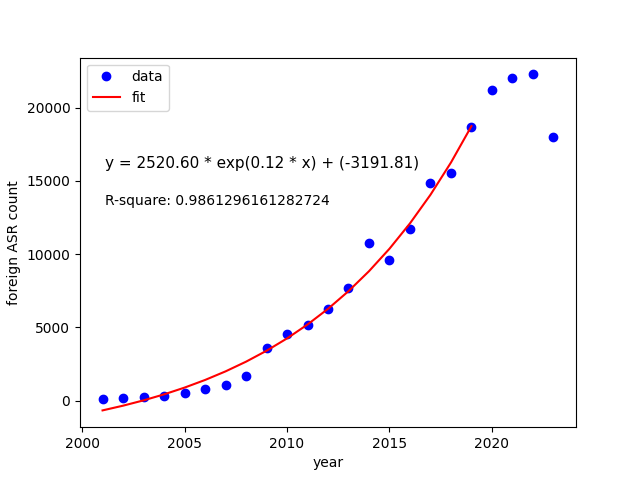 data
fit
y = 2520.60 * exp(0.12 * x) + (-3191.81)
R-square: 0.9861296161282724
foreign ASR count
20000
15000
10000
5000
0
2000
2005
2010
2015
2020
year